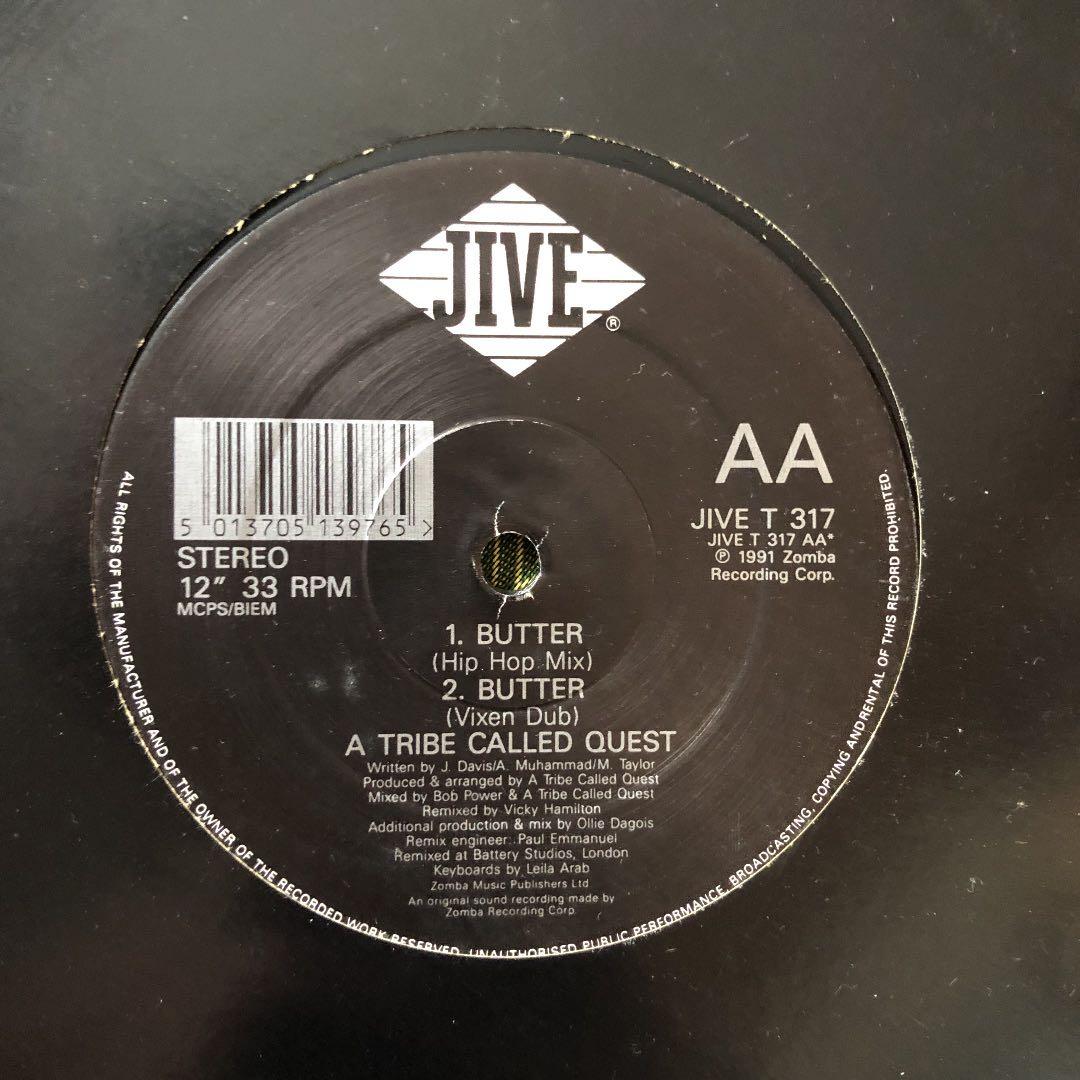 JIVE
®
5 013705 139765 >
STEREO
12" 33 RPM
MCPS/BIEM
AA
JIVE T 317
JIVE T 317 AA*
℗ 1991 Zomba
Recording Corp.
1. BUTTER
(Hip Hop Mix)
2. BUTTER
(Vixen Dub)
A TRIBE CALLED QUEST
Written by J. Davis/A. Muhammad/M. Taylor
Produced & arranged by A Tribe Called Quest
Mixed by Bob Power & A Tribe Called Quest
Remixed by Vicky Hamilton
Additional production & mix by Ollie Dagois
Remix engineer: Paul Emmanuel
Remixed at Battery Studios, London
Keyboards by Leila Arab
Zomba Music Publishers Ltd
An original sound recording made by
Zomba Recording Corp.
ALL RIGHTS OF THE MANUFACTURER AND OF THE OWNER OF THE RECORDED WORK RESERVED. UNAUTHORISED PUBLIC PERFORMANCE, BROADCASTING, COPYING AND RENTAL OF THIS RECORD PROHIBITED.